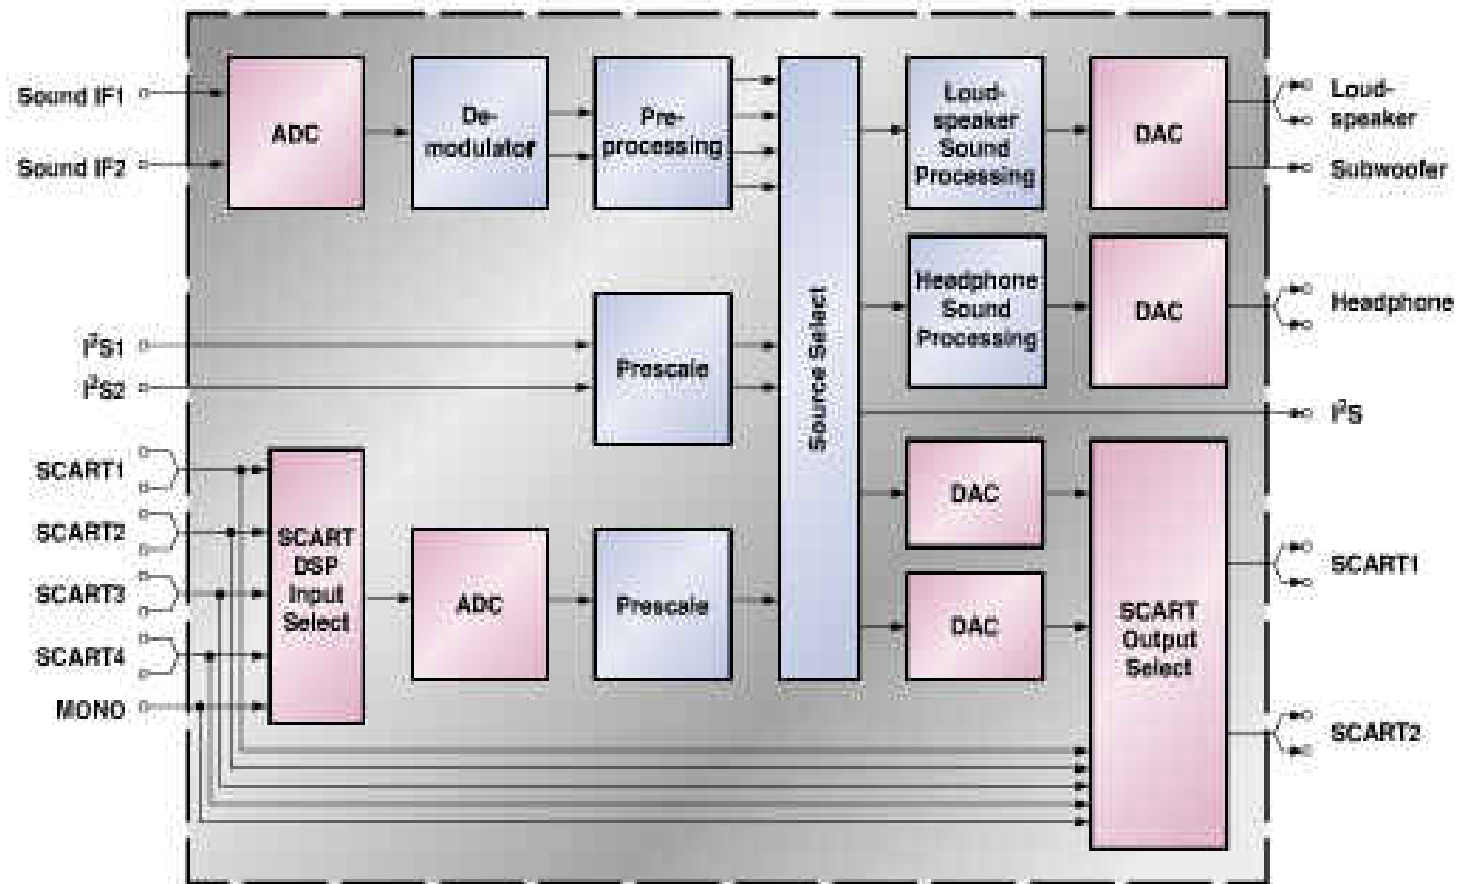 Sound IF1
Sound IF2
ADC
De-
modulator
Pre-
processing
Loud-
speaker
Sound
Processing
DAC
Loud-
speaker
Subwoofer
Headphone
Sound
Processing
DAC
Headphone
I²S1
I²S2
Prescale
Source Select
I²S
SCART1
SCART2
SCART3
SCART4
MONO
SCART
DSP
Input
Select
ADC
Prescale
DAC
DAC
SCART
Output
Select
SCART1
SCART2